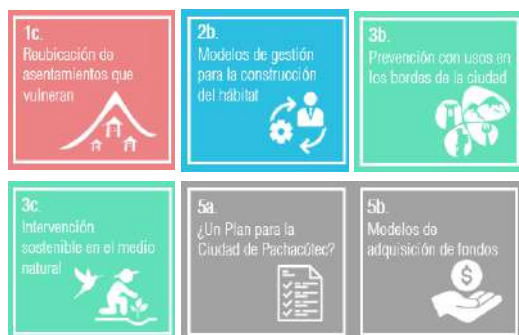 1c.
Reubicación de
asentamientos que
vulneran
2b.
Modelos de gestión
para la construcción
del hábitat
3b.
Prevención con usos en
los bordes de la ciudad
3c.
Intervención
sostenible en el medio
natural
5a.
¿Un Plan para la
Ciudad de Pachacútec?
5b.
Modelos de
adquisición de fondos
$